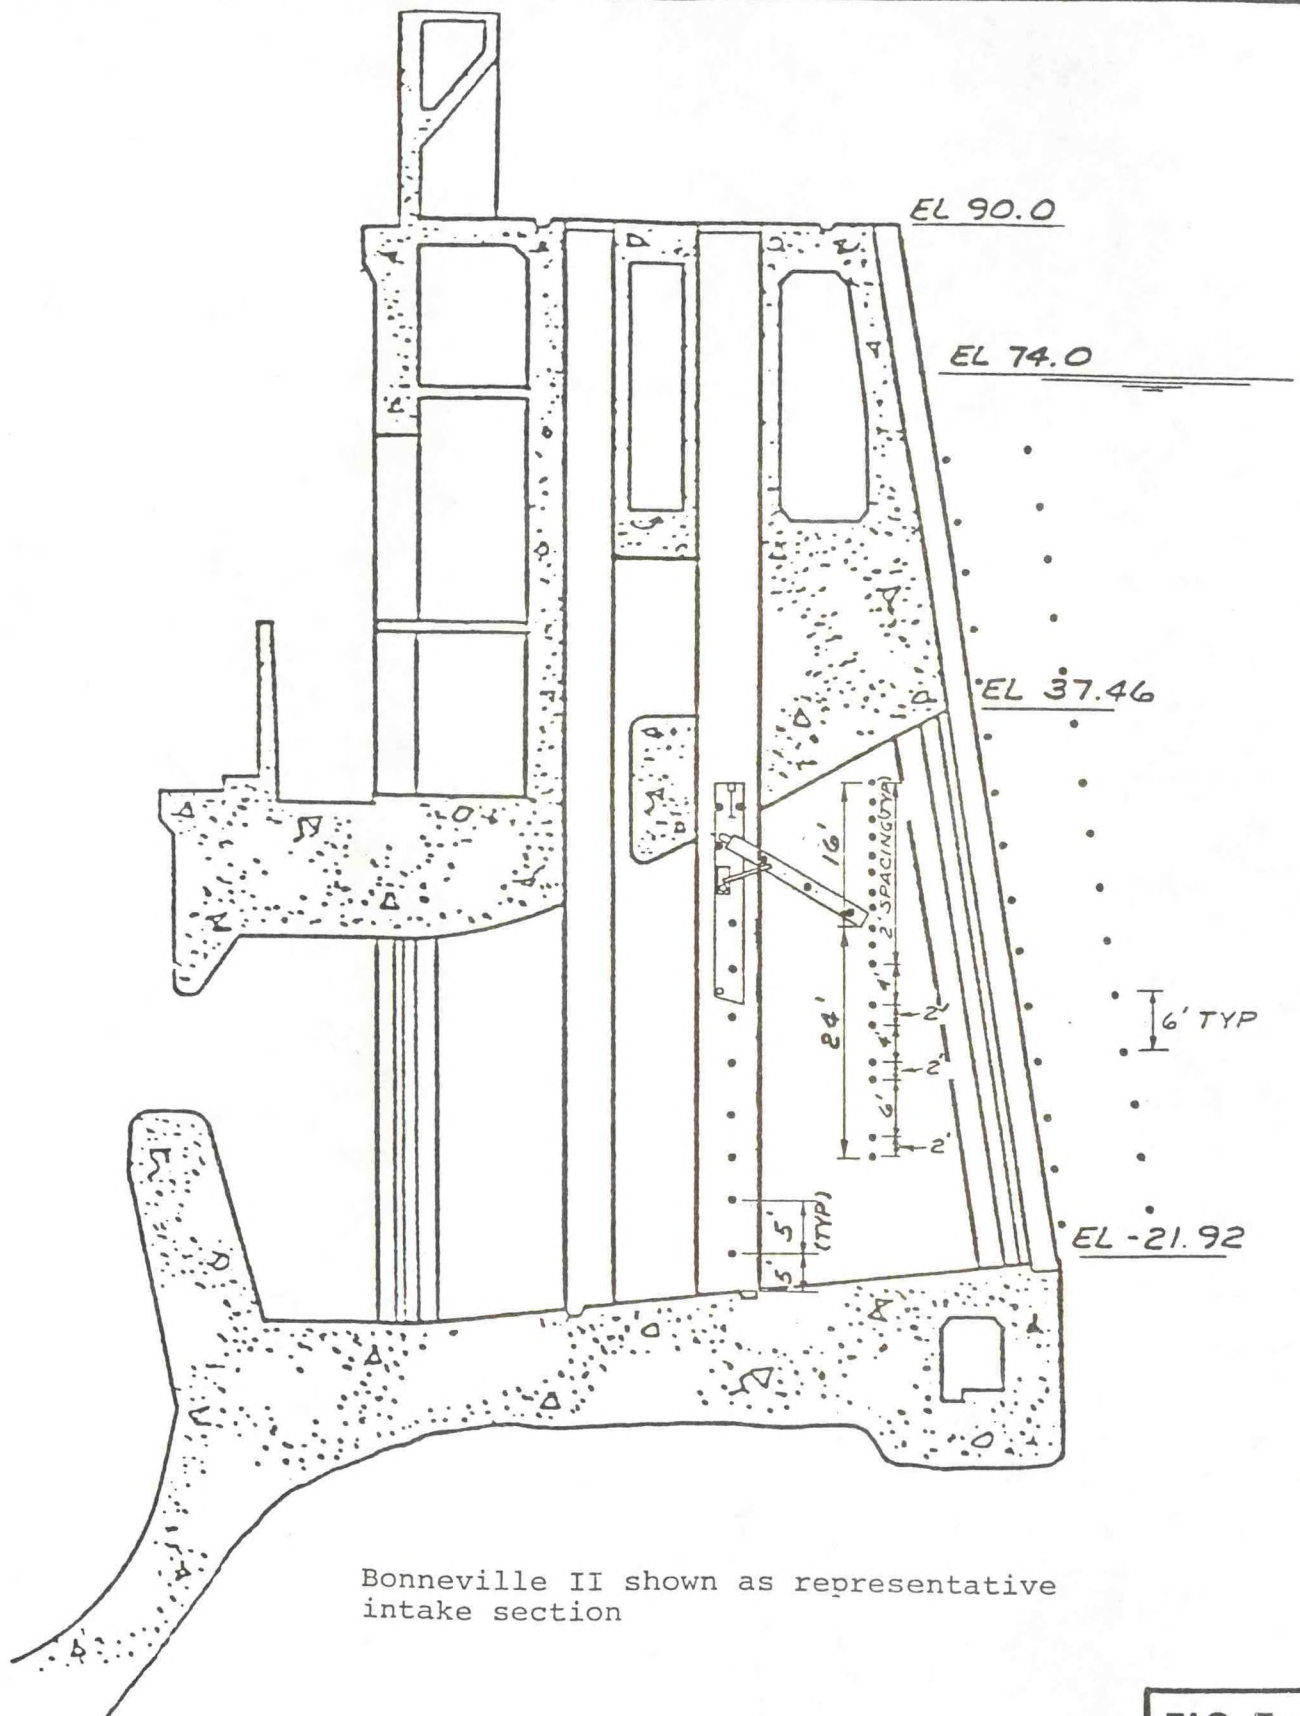 EL 90.0
EL 74.0
EL 37.46
16'
2' SPACING(TYP)
24'
4'
2'
4'
2'
6'
2'
6' TYP
5'
(TYP)
5'
EL -21.92
Bonneville II shown as representative
intake section